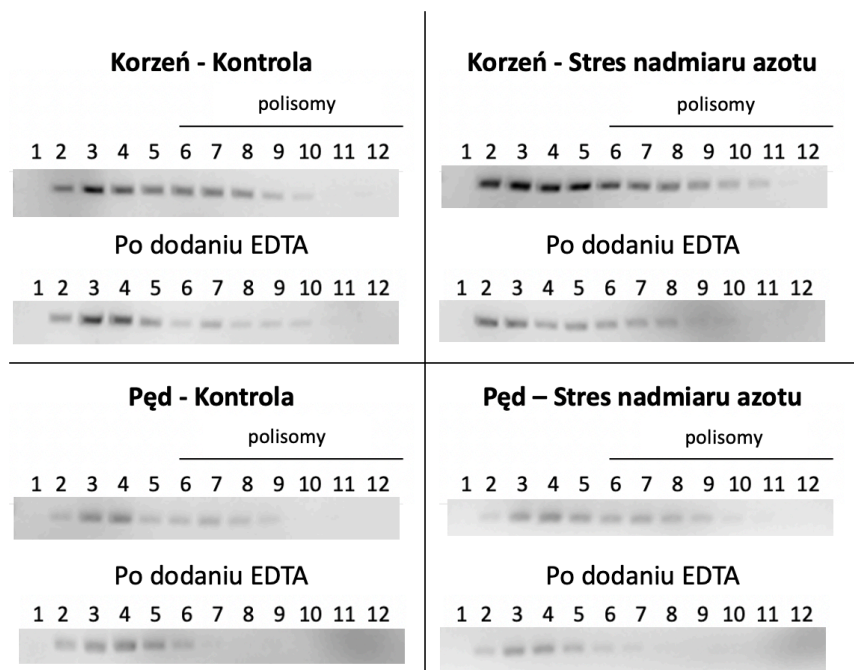 Korzeń - Kontrola
polisomy
1 2 3 4 5 6 7 8 9 10 11 12
Po dodaniu EDTA
1 2 3 4 5 6 7 8 9 10 11 12
Korzeń - Stres nadmiaru azotu
polisomy
1 2 3 4 5 6 7 8 9 10 11 12
Po dodaniu EDTA
1 2 3 4 5 6 7 8 9 10 11 12
Pęd - Kontrola
polisomy
1 2 3 4 5 6 7 8 9 10 11 12
Po dodaniu EDTA
1 2 3 4 5 6 7 8 9 10 11 12
Pęd – Stres nadmiaru azotu
polisomy
1 2 3 4 5 6 7 8 9 10 11 12
Po dodaniu EDTA
1 2 3 4 5 6 7 8 9 10 11 12